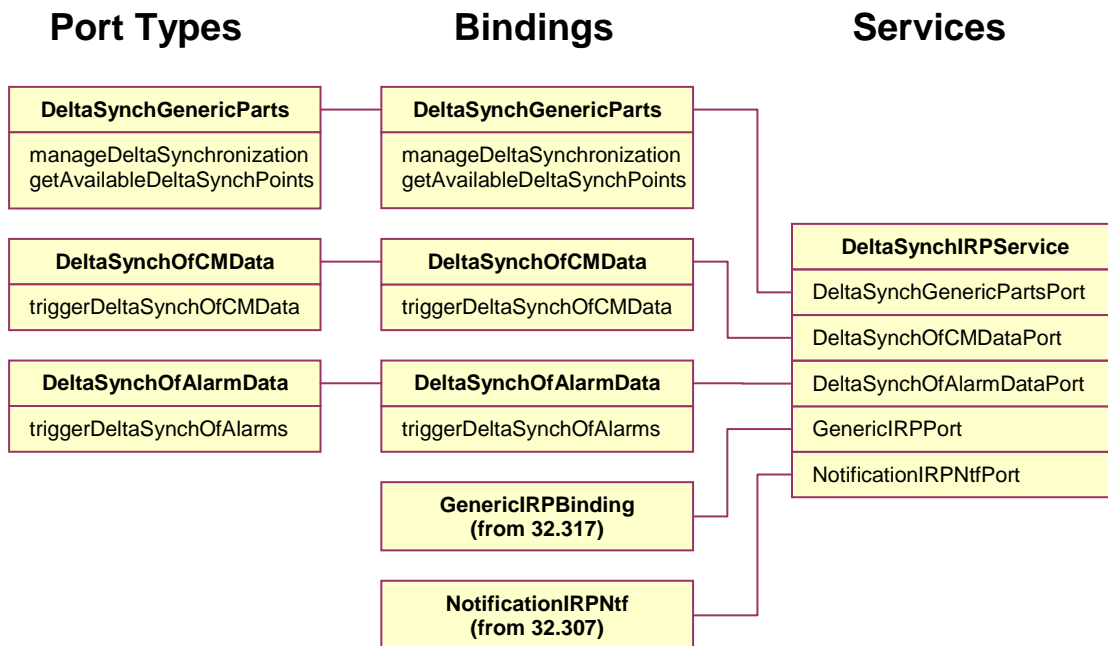 Port Types
Bindings
Services
DeltaSynchGenericParts
manageDeltaSynchronization
getAvailableDeltaSynchPoints
DeltaSynchOfCMData
triggerDeltaSynchOfCMData
DeltaSynchOfAlarmData
triggerDeltaSynchOfAlarms
DeltaSynchGenericParts
manageDeltaSynchronization
getAvailableDeltaSynchPoints
DeltaSynchOfCMData
triggerDeltaSynchOfCMData
DeltaSynchOfAlarmData
triggerDeltaSynchOfAlarms
GenericIRPBinding
(from 32.317)
NotificationIRPNtf
(from 32.307)
DeltaSynchIRPService
DeltaSynchGenericPartsPort
DeltaSynchOfCMDataPort
DeltaSynchOfAlarmDataPort
GenericIRPPort
NotificationIRPNtfPort